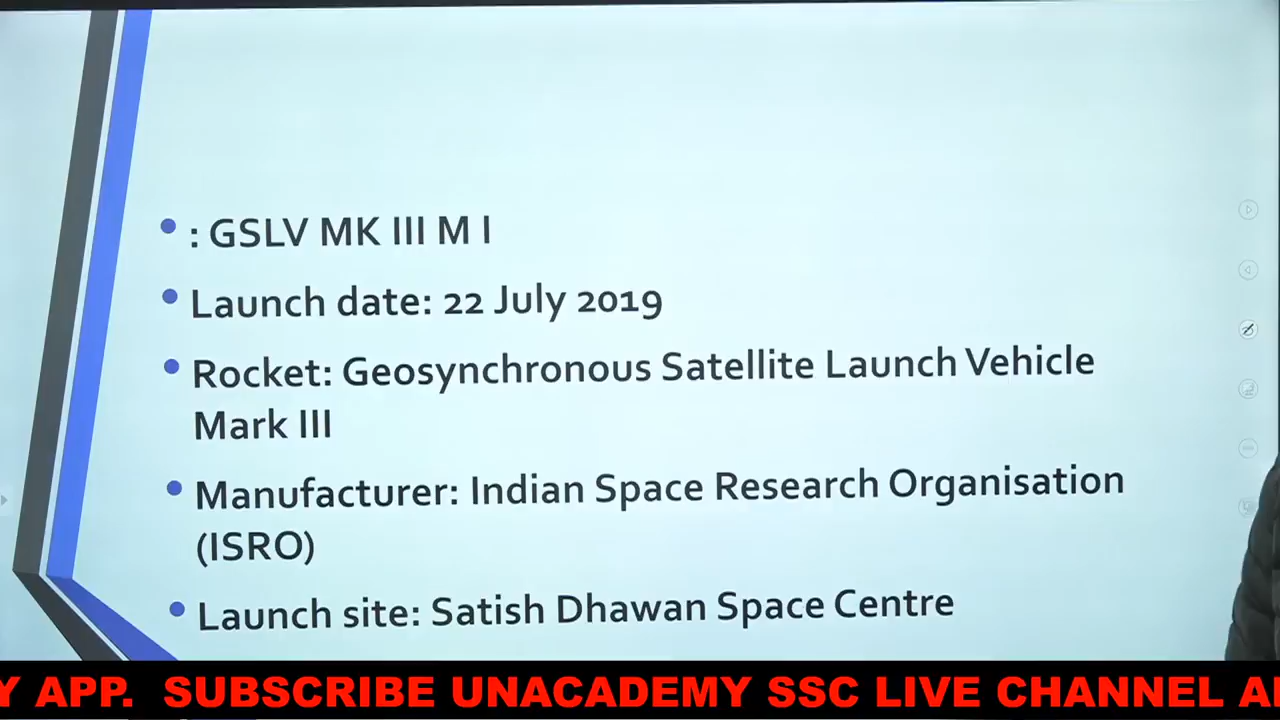 : GSLV MK III M I
Launch date: 22 July 2019
Rocket: Geosynchronous Satellite Launch Vehicle
Mark III
Manufacturer: Indian Space Research Organisation
(ISRO)
Launch site: Satish Dhawan Space Centre
Y APP. SUBSCRIBE UNACADEMY SSC LIVE CHANNEL